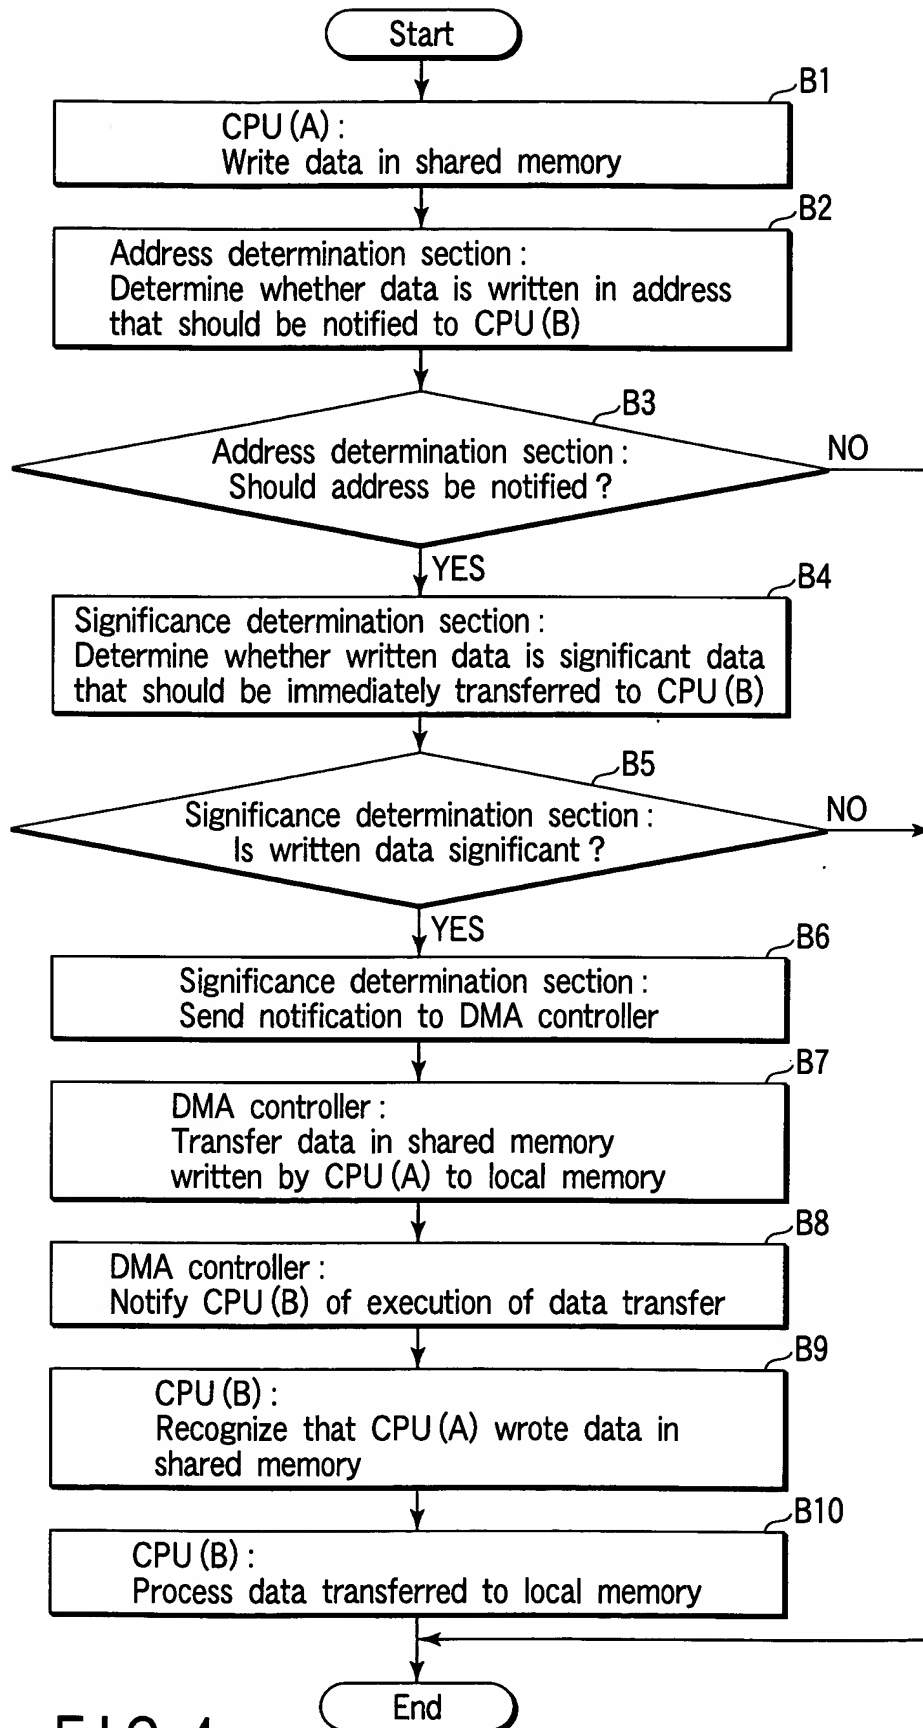 Start
B1
CPU(A):
Write data in shared memory
B2
Address determination section:
Determine whether data is written in address
that should be notified to CPU(B)
B3
Address determination section:
Should address be notified?
NO
YES
B4
Significance determination section:
Determine whether written data is significant data
that should be immediately transferred to CPU(B)
B5
Significance determination section:
Is written data significant?
NO
YES
B6
Significance determination section:
Send notification to DMA controller
B7
DMA controller:
Transfer data in shared memory
written by CPU(A) to local memory
B8
DMA controller:
Notify CPU(B) of execution of data transfer
B9
CPU(B):
Recognize that CPU(A) wrote data in
shared memory
B10
CPU(B):
Process data transferred to local memory
End